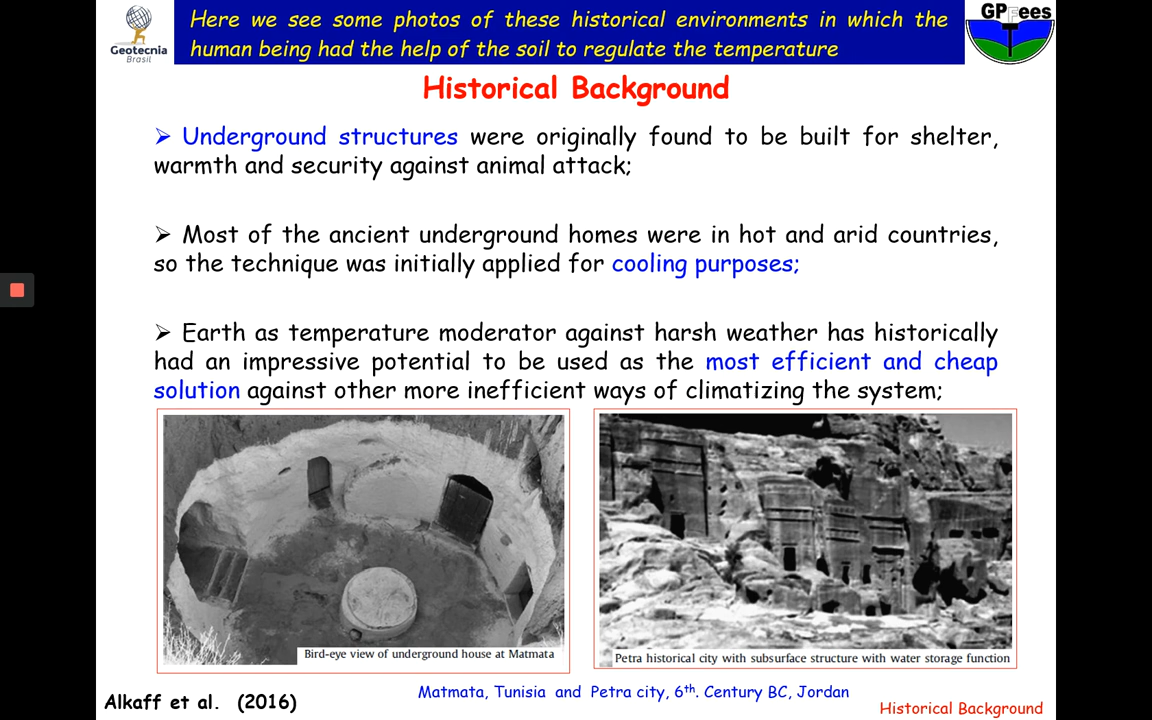 Here we see some photos of these historical environments in which the
human being had the help of the soil to regulate the temperature
Geotecnia
Brasil
GPFees
Historical Background
➢ Underground structures were originally found to be built for shelter,
warmth and security against animal attack;
➢ Most of the ancient underground homes were in hot and arid countries,
so the technique was initially applied for cooling purposes;
➢ Earth as temperature moderator against harsh weather has historically
had an impressive potential to be used as the most efficient and cheap
solution against other more inefficient ways of climatizing the system;
Bird-eye view of underground house at Matmata
Petra historical city with subsurface structure with water storage function
Matmata, Tunisia and Petra city, 6th. Century BC, Jordan
Alkaff et al. (2016)
Historical Background